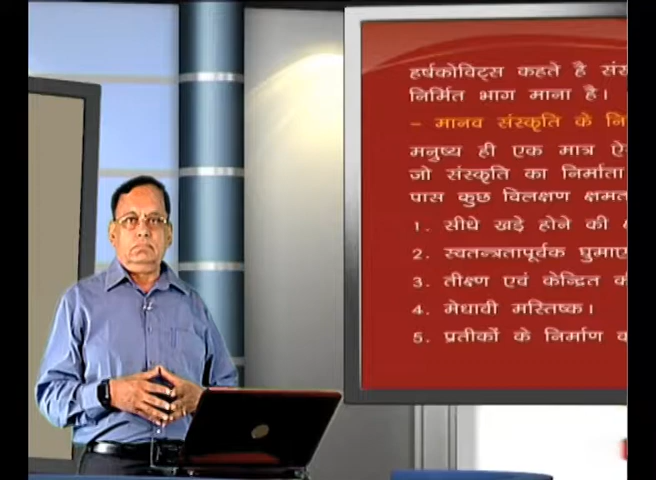 हर्षकोविट्स कहते है
निर्मित भाग माना है।
– मानव संस्कृति के
मनुष्य ही एक मात्र
जो संस्कृति का निर्माता
पास कुछ विलक्षण
1. सीधे खड़े होने की
2. स्वतन्त्रतापूर्वक
3. तीक्ष्ण एवं केन्द्रित
4. मेधावी मस्तिष्क।
5. प्रतीकों के निर्माण